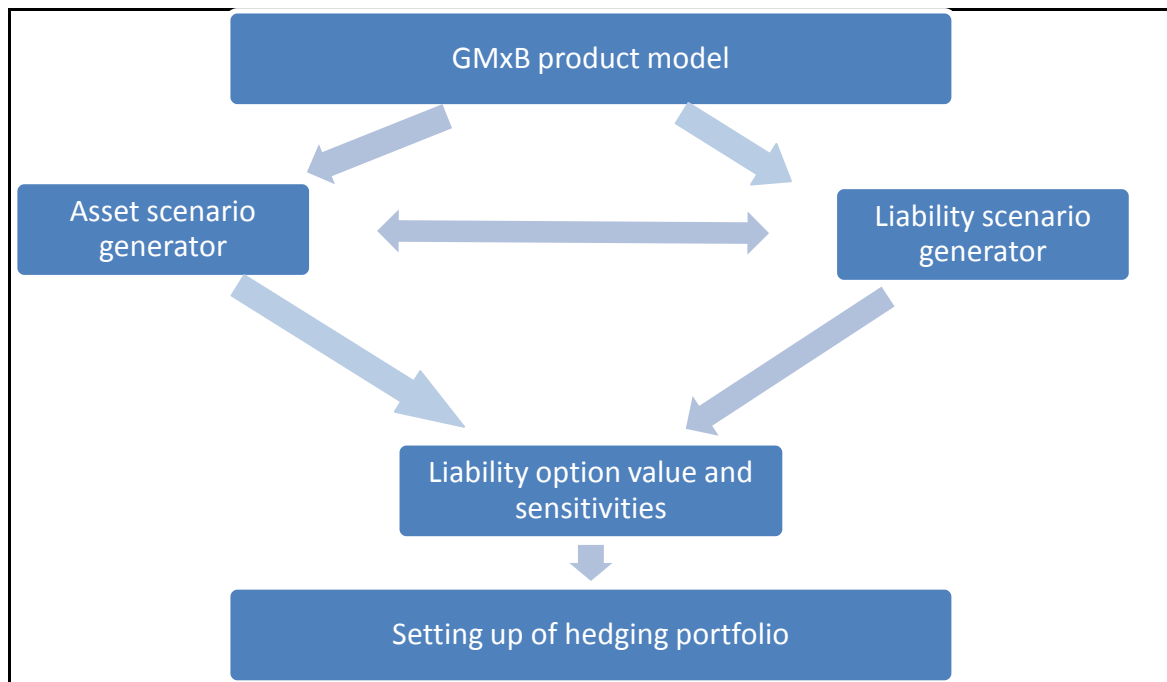 GMxB product model
Asset scenario
generator
Liability scenario
generator
Liability option value and
sensitivities
Setting up of hedging portfolio